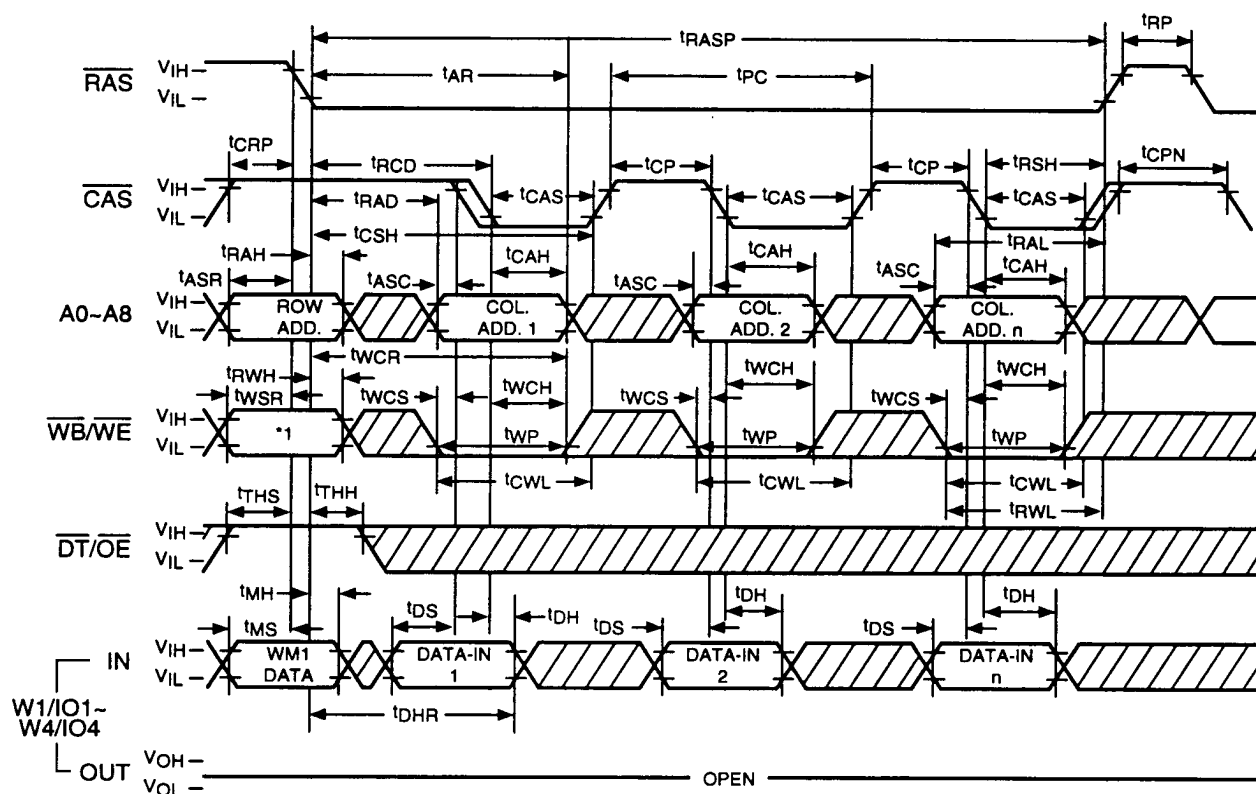 tRASP
tRP
RAS
VIH
VIL
tAR
tPC
tCRP
tRCD
tCP
tCP
tRSH
tCPN
CAS
VIH
VIL
tCAS
tCAS
tCAS
tRAD
tCSH
tRAL
tRAH
tCAH
tCAH
tCAH
tASR
tASC
tASC
tASC
A0~A8
VIH
VIL
ROW ADD.
COL. ADD. 1
COL. ADD. 2
COL. ADD. n
tWCR
tRWH
tWSR
tWCS
tWCH
tWCS
tWCH
tWCS
tWCH
WB/WE
VIH
VIL
*1
tWP
tWP
tWP
tCWL
tCWL
tCWL
tRWL
tTHS
tTHH
DT/OE
VIH
VIL
tMH
tMS
tDS
tDH
tDS
tDH
tDS
tDH
IN
VIH
VIL
WM1 DATA
DATA-IN 1
DATA-IN 2
DATA-IN n
W1/IO1~
W4/IO4
tDHR
OUT
VOH
VOL
OPEN